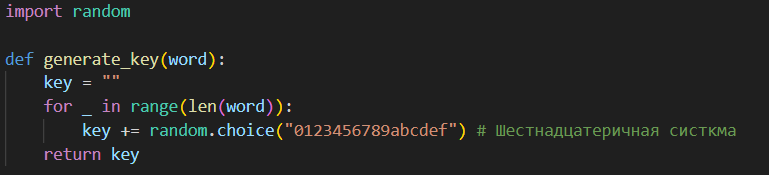 import random
def generate_key(word):
key = ""
for _ in range(len(word)):
key += random.choice("0123456789abcdef") # Шестнадцатеричная систкма
return key